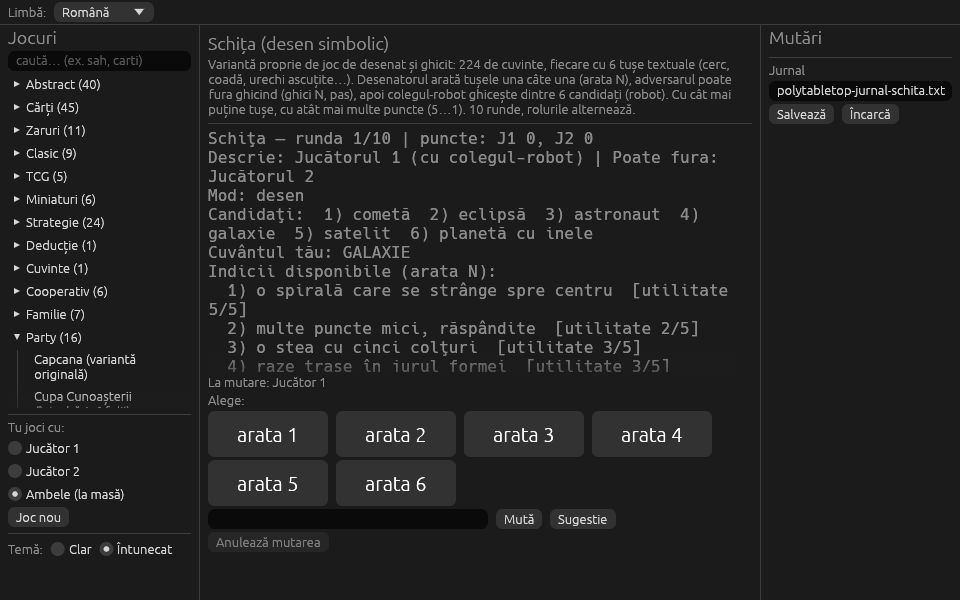 Limbă: Română
Jocuri
caută... (ex. sah, carti)
Abstract (40)
Cărți (45)
Zaruri (11)
Clasic (9)
TCG (5)
Miniaturi (6)
Strategie (24)
Deducție (1)
Cuvinte (1)
Cooperativ (6)
Familie (7)
Party (16)
Capcana (variantă
originală)
Cupa Cunoașterii
Tu joci cu:
Jucător 1
Jucător 2
Ambele (la masă)
Joc nou
Temă: Clar Întunecat
Schița (desen simbolic)
Variantă proprie de joc de desenat și ghicit: 224 de cuvinte, fiecare cu 6 tușe textuale (cerc,
coadă, urechi ascuțite...). Desenatorul arată tușele una câte una (arata N), adversarul poate
fura ghicind (ghici N, pas), apoi colegul-robot ghicește dintre 6 candidați (robot). Cu cât mai
puține tușe, cu atât mai multe puncte (5...1). 10 runde, rolurile alternează.
Schița — runda 1/10 | puncte: J1 0, J2 0
Descrie: Jucătorul 1 (cu colegul-robot) | Poate fura:
Jucătorul 2
Mod: desen
Candidați: 1) cometă 2) eclipsă 3) astronaut 4)
galaxie 5) satelit 6) planetă cu inele
Cuvântul tău: GALAXIE
Indicii disponibile (arata N):
1) o spirală care se strânge spre centru [utilitate
5/5]
2) multe puncte mici, răspândite [utilitate 2/5]
3) o stea cu cinci colțuri [utilitate 3/5]
4) raze trase în jurul formei [utilitate 3/5]
La mutare: Jucător 1
Alege:
arata 1 arata 2 arata 3 arata 4
arata 5 arata 6
Mută Sugestie
Anulează mutarea
Mutări
Jurnal
polytabletop-jurnal-schita.txt
Salvează Încarcă